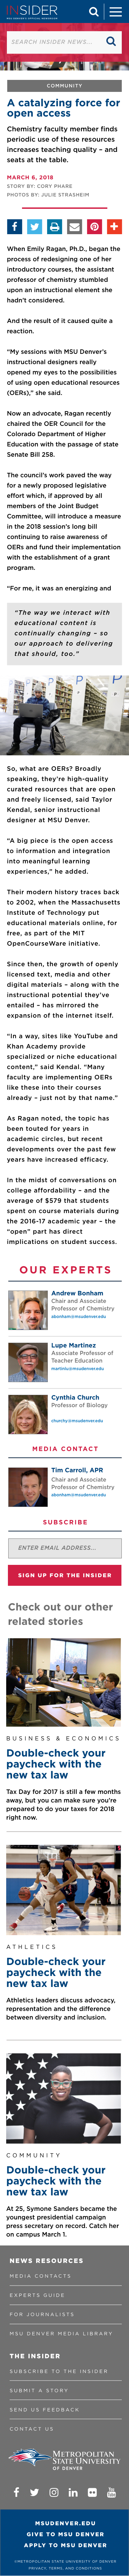 INSIDER
SEARCH INSIDER NEWS...
COMMUNITY
A catalyzing force for
open access
Chemistry faculty member finds
periodic use of these resources
increases teaching quality – and
seats at the table.
MARCH 6, 2018
STORY BY: CORY PHARE
PHOTOS BY: JULIE STRASHEIM
When Emily Ragan, Ph.D., began the
process of redesigning one of her
introductory courses, the assistant
professor of chemistry stumbled
upon an instructional element she
hadn't considered.
And the result of it caused quite a
reaction.
"My sessions with MSU Denver's
instructional designers really
opened my eyes to the possibilities
of using open educational resources
(OERs)," she said.
Now an advocate, Ragan recently
chaired the OER Council for the
Colorado Department of Higher
Education with the passage of state
Senate Bill 258.
The council's work paved the way
for a newly proposed legislative
effort which, if approved by all
members of the Joint Budget
Committee, will introduce a measure
in the 2018 session's long bill
continuing to raise awareness of
OERs and fund their implementation
with the establishment of a grant
program.
"For me, it was an energizing and
"The way we interact with
educational content is
continually changing – so
our approach to delivering
that should, too."
So, what are OERs? Broadly
speaking, they're high-quality
curated resources that are open
and freely licensed, said Taylor
Kendal, senior instructional
designer at MSU Denver.
"A big piece is the open access
to information and integration
into meaningful learning
experiences," he added.
Their modern history traces back
to 2002, when the Massachusetts
Institute of Technology put
educational material online, for
free, as part of the MIT
OpenCourseWare initiative.
Since then, the growth of openly
licensed text, media and other
digital materials – along with the
instructional potential they've
yielded – has mirrored the
expansion of the internet itself.
"In a way, sites like YouTube and
Khan Academy provide
specialized or niche educational
content," said Kendal. "Many
faculty are implementing OERs
like these into their courses
already – just not by that name."
As Ragan noted, the topic has
been touted for years in
academic circles, but recent
developments over the past few
years have increased efficacy.
In the midst of conversations on
college affordability – and the
average of $579 that students
spent on course materials during
the 2016-17 academic year – the
"open" part has direct
implications on student success.
OUR EXPERTS
Andrew Bonham
Chair and Associate
Professor of Chemistry
abonham@msudenver.edu
Lupe Martinez
Associate Professor of
Teacher Education
martinlu@msudenver.edu
Cynthia Church
Professor of Biology
churchy@msudenver.edu
MEDIA CONTACT
Tim Carroll, APR
Chair and Associate
Professor of Chemistry
abonham@msudenver.edu
SUBSCRIBE
ENTER EMAIL ADDRESS...
SIGN UP FOR THE INSIDER
Check out our other
related stories
BUSINESS & ECONOMICS
Double-check your
paycheck with the
new tax law
Tax Day for 2017 is still a few months
away, but you can make sure you're
prepared to do your taxes for 2018
right now.
ATHLETICS
Double-check your
paycheck with the
new tax law
Athletics leaders discuss advocacy,
representation and the difference
between diversity and inclusion.
COMMUNITY
Double-check your
paycheck with the
new tax law
At 25, Symone Sanders became the
youngest presidential campaign
press secretary on record. Catch her
on campus March 1.
NEWS RESOURCES
MEDIA CONTACTS
EXPERTS GUIDE
FOR JOURNALISTS
MSU DENVER MEDIA LIBRARY
THE INSIDER
SUBSCRIBE TO THE INSIDER
SUBMIT A STORY
SEND US FEEDBACK
CONTACT US
METROPOLITAN
STATE UNIVERSITY
OF DENVER
MSUDENVER.EDU
GIVE TO MSU DENVER
APPLY TO MSU DENVER
©METROPOLITAN STATE UNIVERSITY OF DENVER
PRIVACY, TERMS, AND CONDITIONS